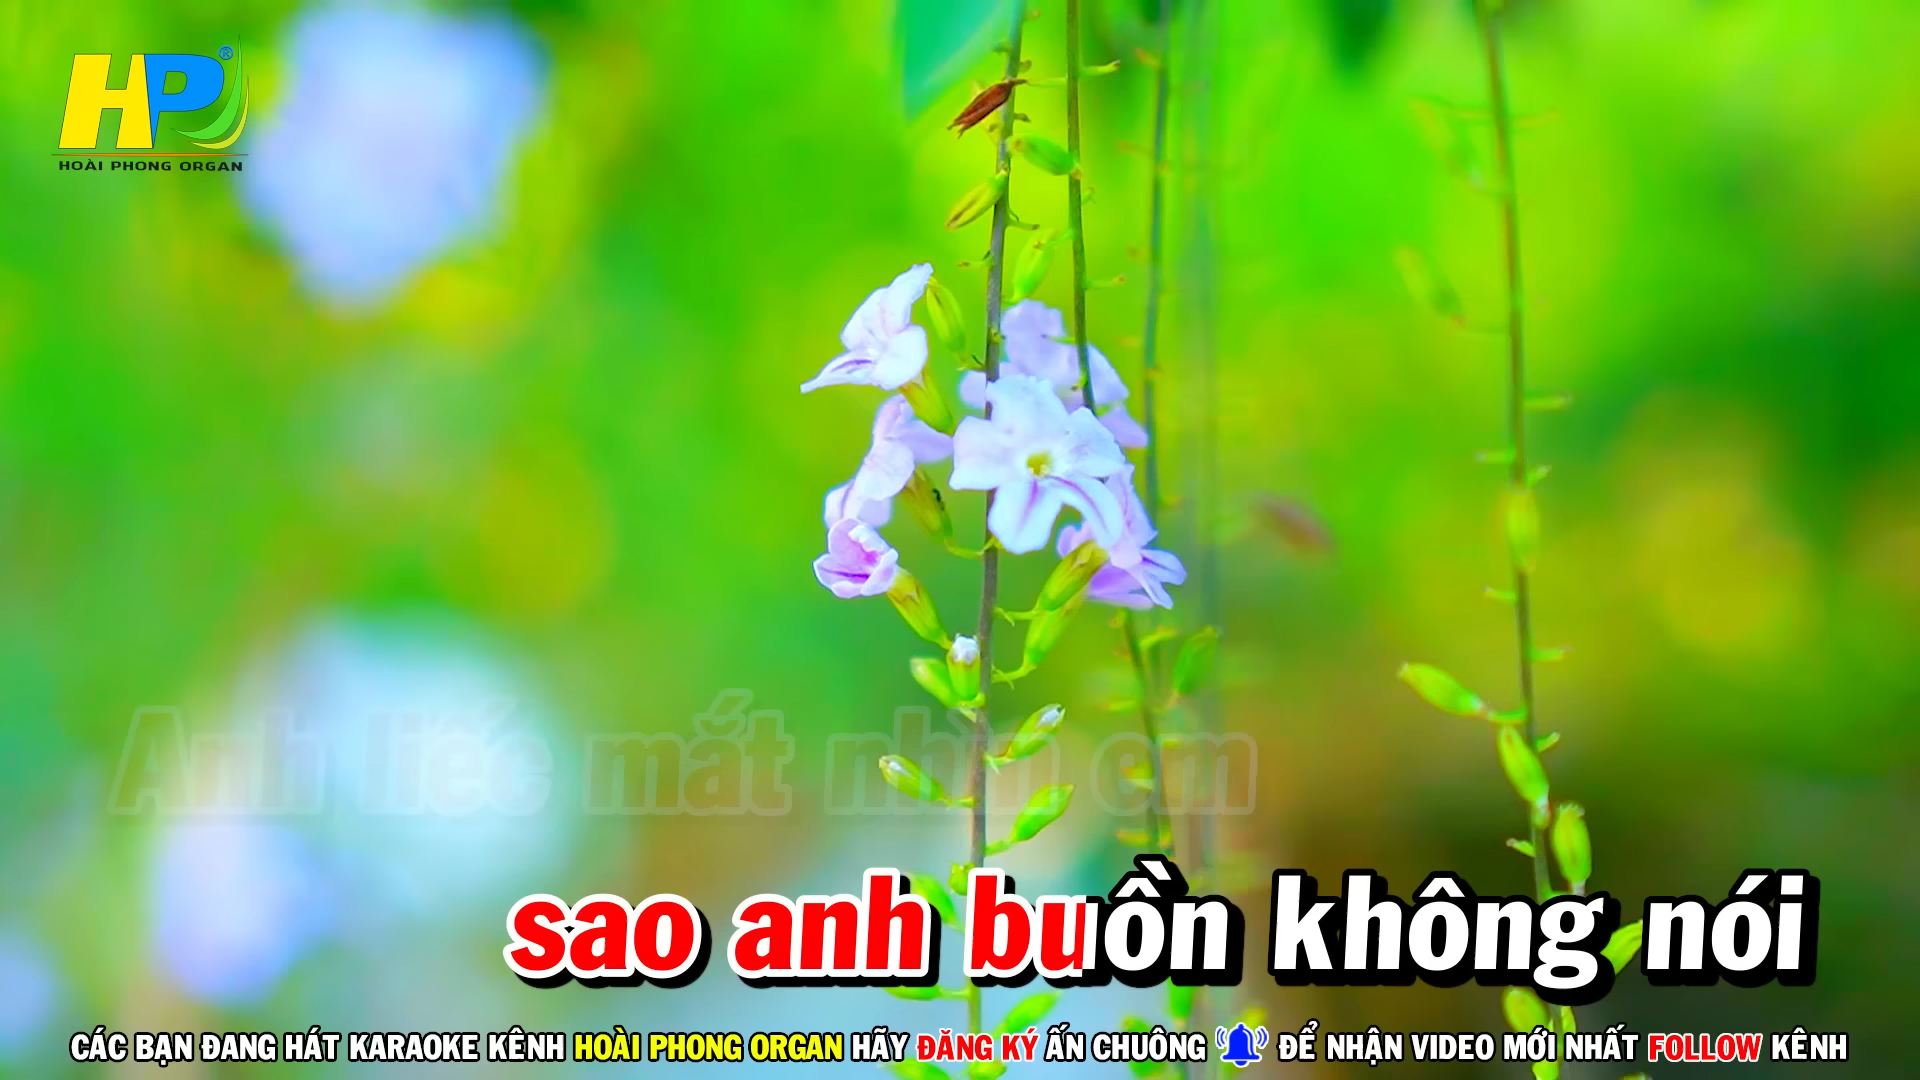 HP®
HOÀI PHONG ORGAN
Anh liếc mắt nhìn em
sao anh buồn không nói
CÁC BẠN ĐANG HÁT KARAOKE KÊNH HOÀI PHONG ORGAN HÃY ĐĂNG KÝ ẤN CHUÔNG ĐỂ NHẬN VIDEO MỚI NHẤT FOLLOW KÊNH